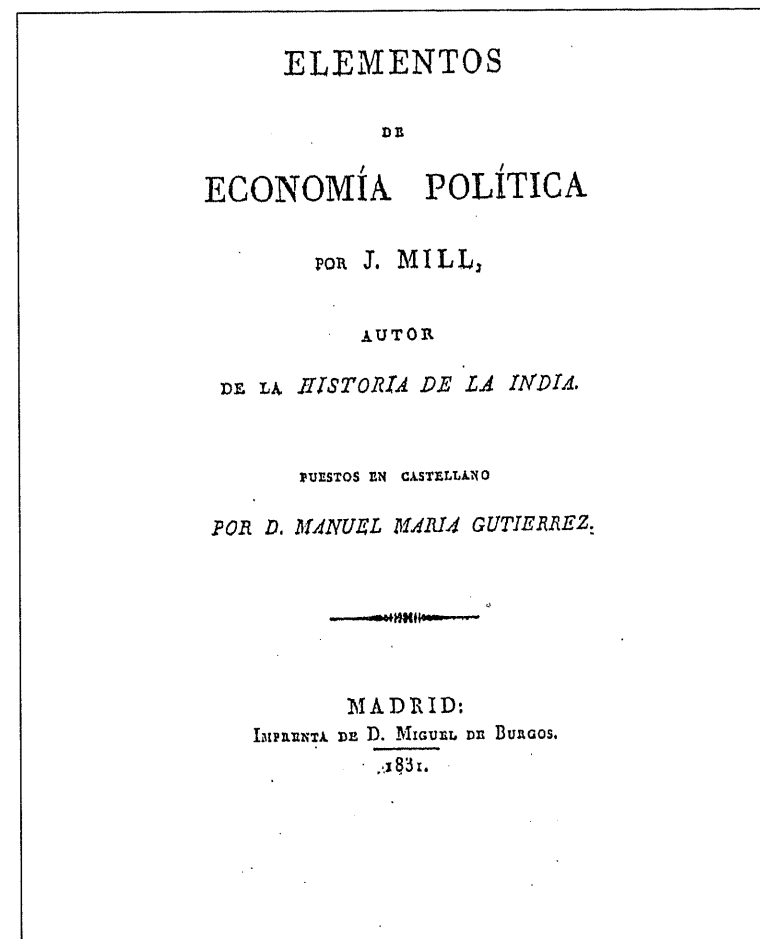 ELEMENTOS
DE
ECONOMÍA POLÍTICA
POR J. MILL,
AUTOR
DE LA HISTORIA DE LA INDIA.
PUESTOS EN CASTELLANO
POR D. MANUEL MARIA GUTIERREZ.
MADRID:
IMPRENTA DE D. MIGUEL DE BURGOS.
1831.